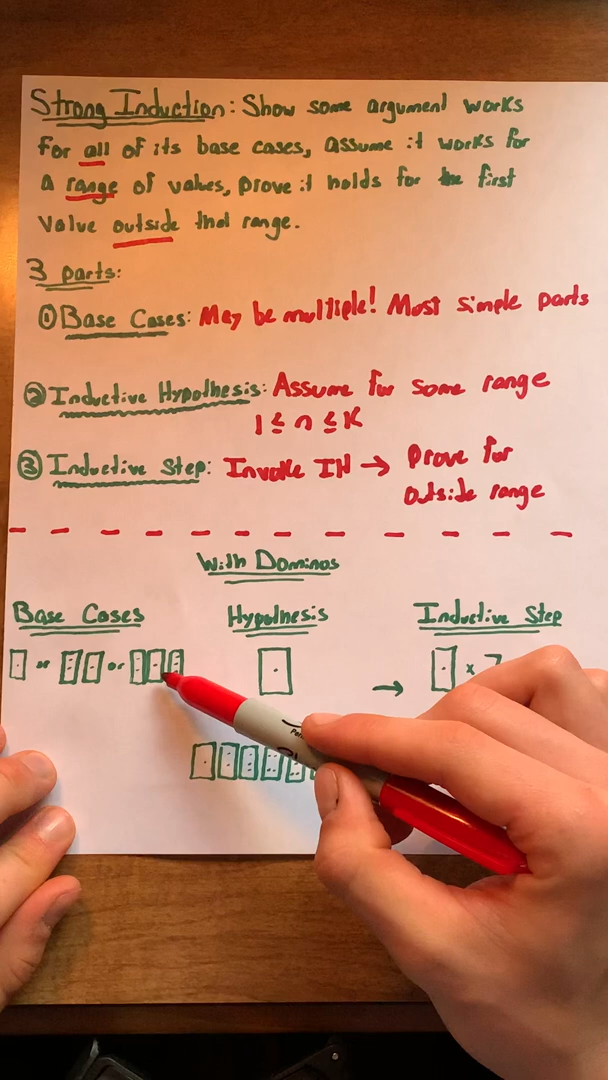 Strong Induction: Show some argument works
for all of its base cases, assume it works for
a range of values, prove it holds for the first
value outside that range.
3 parts:
① Base Cases: May be multiple! Most simple parts
② Inductive Hypothesis: Assume for some range
1 ≤ n ≤ K
③ Inductive Step: Invoke IH → Prove for
outside range
With Dominos
Base Cases Hypothesis Inductive Step
or or → x